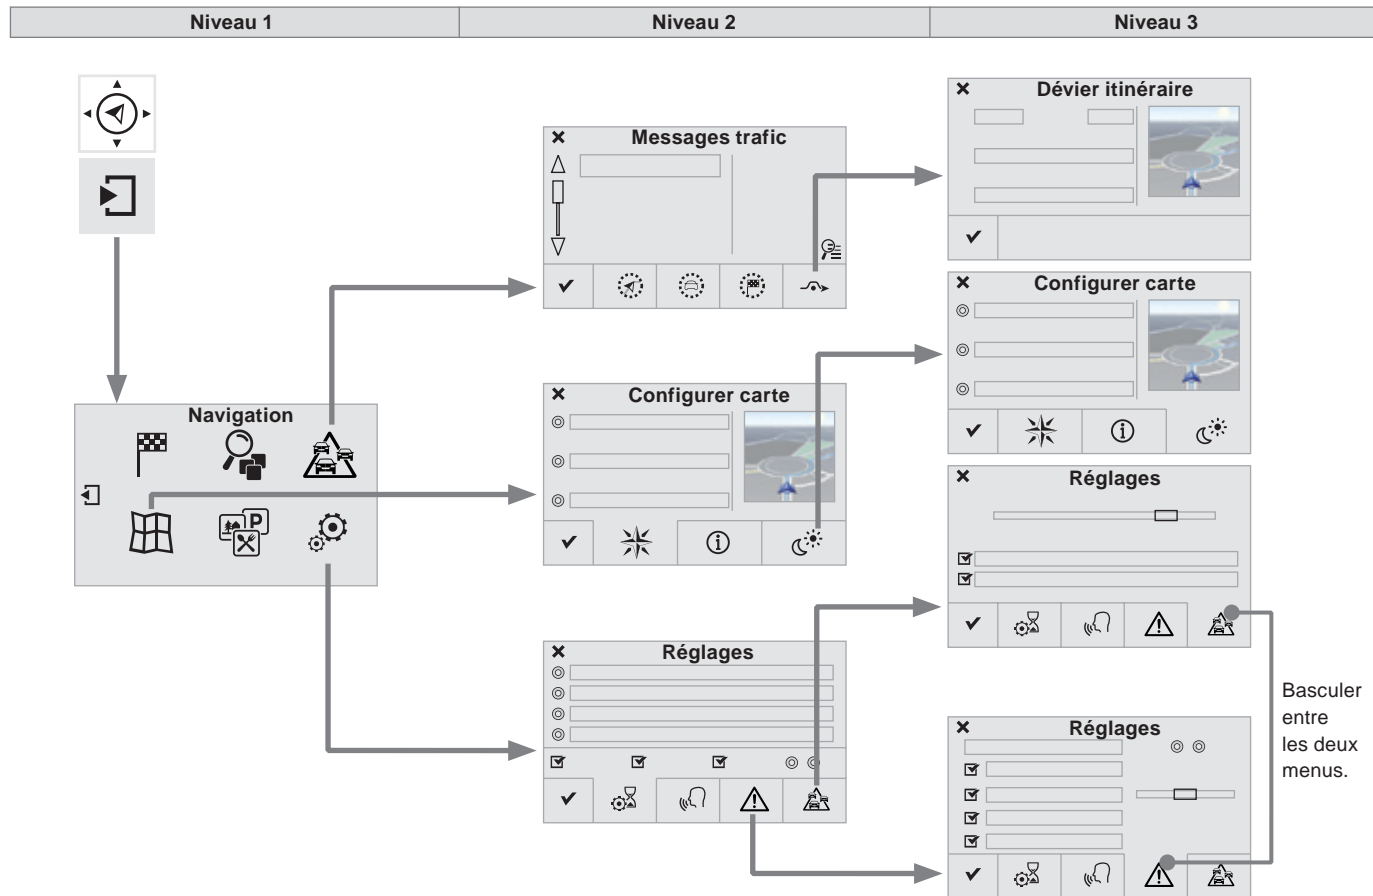 Niveau 1
Niveau 2
Niveau 3
Navigation
Messages trafic
Configurer carte
Réglages
Dévier itinéraire
Configurer carte
Réglages
Réglages
Basculer
entre
les deux
menus.